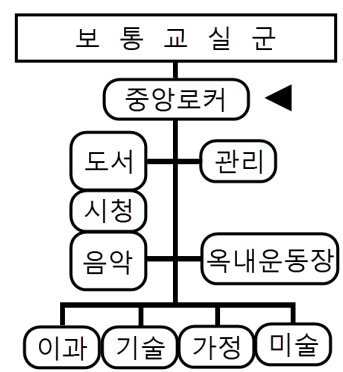 보 통 교 실 군
중앙로커
도서 관리
시청
음악 옥내운동장
이과 기술 가정 미술